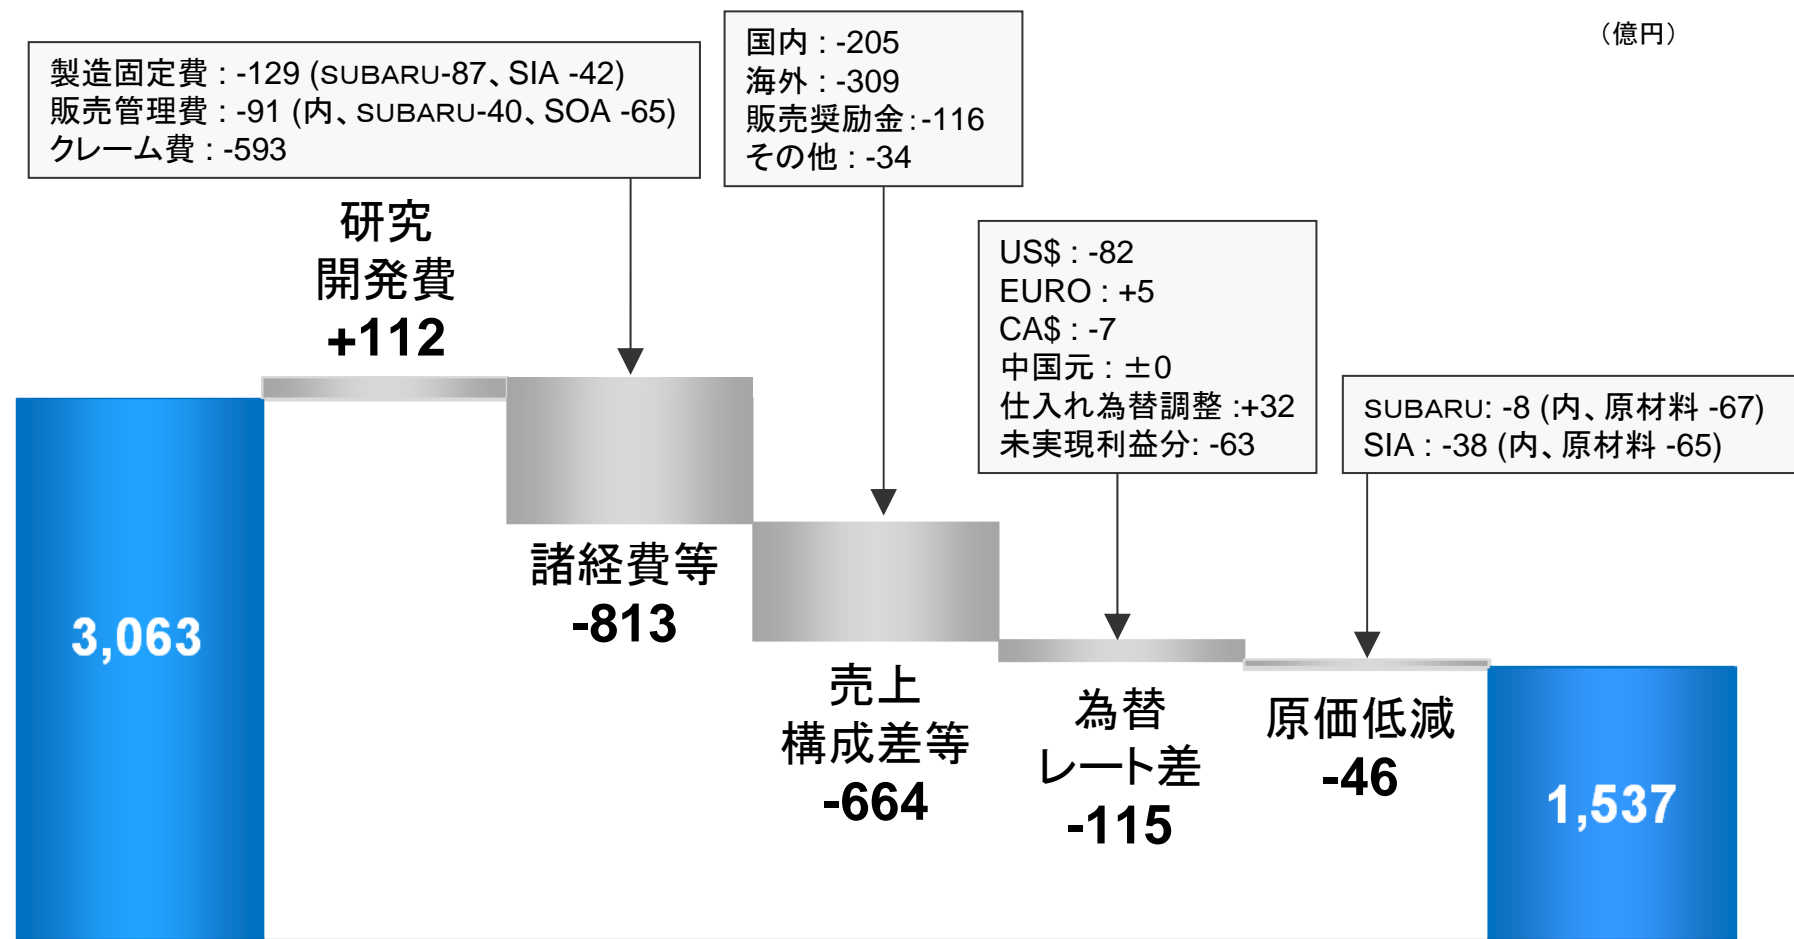 （億円）
製造固定費 : -129 (SUBARU-87、SIA -42)
販売管理費 : -91 (内、SUBARU-40、SOA -65)
クレーム費 : -593
国内 : -205
海外 : -309
販売奨励金 : -116
その他 : -34
US$ : -82
EURO : +5
CA$ : -7
中国元 : ±0
仕入れ為替調整 :+32
未実現利益分: -63
SUBARU: -8 (内、原材料 -67)
SIA : -38 (内、原材料 -65)
3,063
研究
開発費
+112
諸経費等
-813
売上
構成差等
-664
為替
レート差
-115
原価低減
-46
1,537